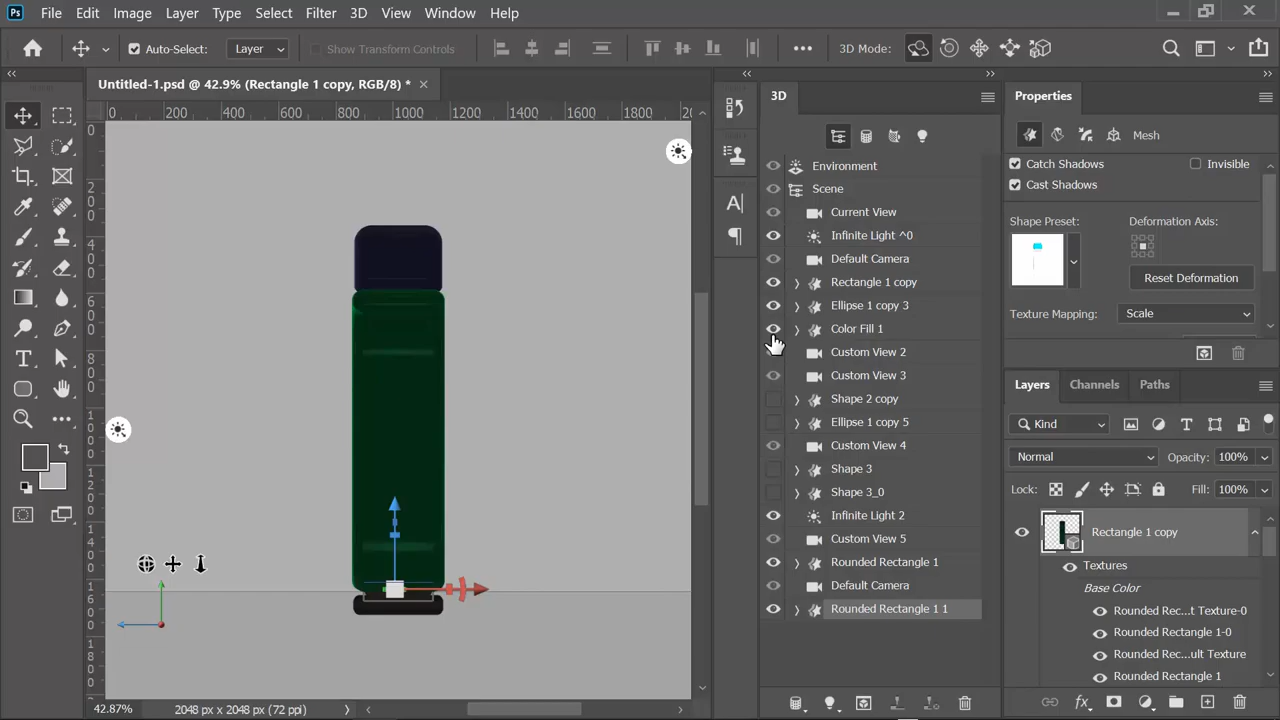 Ps File Edit Image Layer Type Select Filter 3D View Window Help
Auto-Select: Layer Show Transform Controls ••• 3D Mode:
Untitled-1.psd @ 42.9% (Rectangle 1 copy, RGB/8) *
0 200 400 600 800 1000 1200 1400 1600 1800
3D
Environment
Scene
Current View
Infinite Light ^0
Default Camera
Rectangle 1 copy
Ellipse 1 copy 3
Color Fill 1
Custom View 2
Custom View 3
Shape 2 copy
Ellipse 1 copy 5
Custom View 4
Shape 3
Shape 3_0
Infinite Light 2
Custom View 5
Rounded Rectangle 1
Default Camera
Rounded Rectangle 1 1
Properties
Mesh
Catch Shadows Invisible
Cast Shadows
Shape Preset: Deformation Axis:
Reset Deformation
Texture Mapping: Scale
Layers Channels Paths
Kind
Normal Opacity: 100%
Lock: Fill: 100%
Rectangle 1 copy
Textures
Base Color
Rounded Rec...t Texture-0
Rounded Rectangle 1-0
Rounded Rec...ult Texture
Rounded Rectangle 1
42.87% 2048 px x 2048 px (72 ppi)